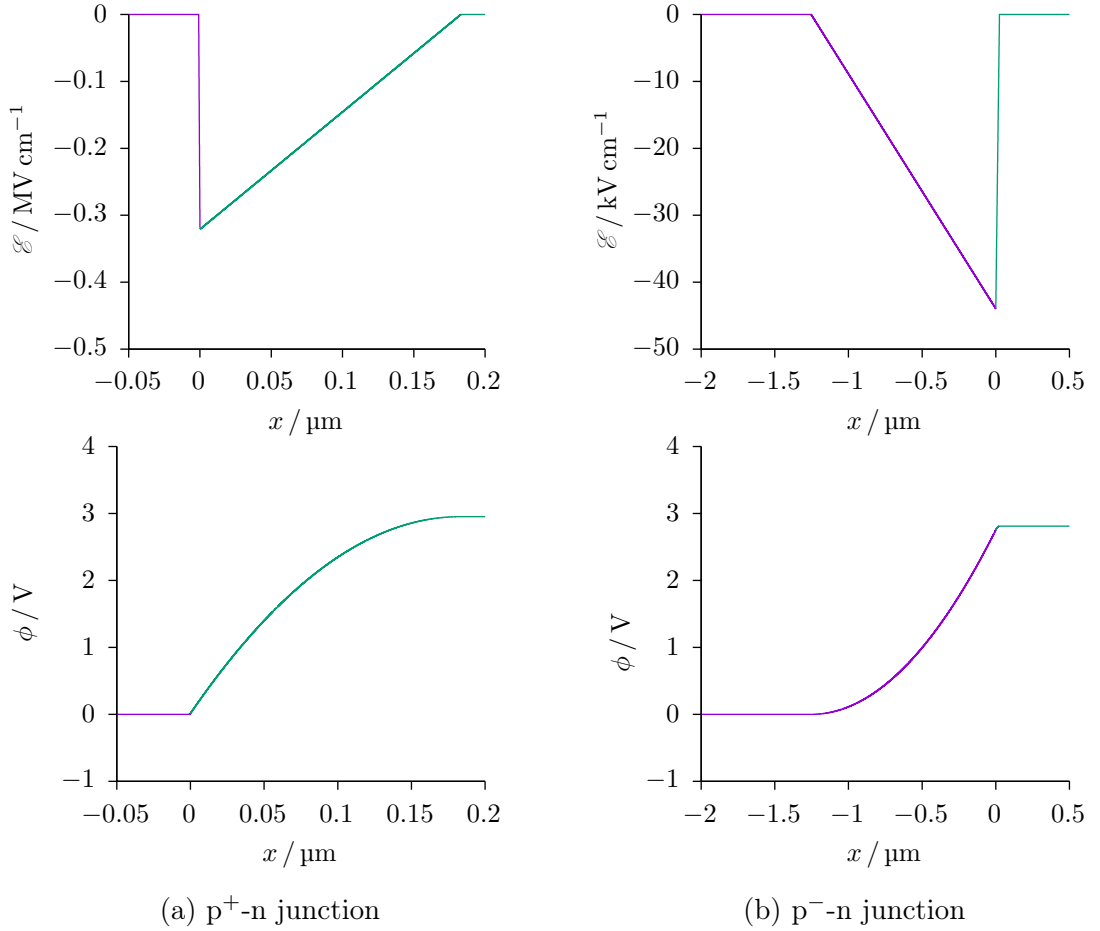 0
−0.1
−0.2
−0.3
−0.4
−0.5
ℰ / MV cm⁻¹
−0.05 0 0.05 0.1 0.15 0.2
x / µm
0
−10
−20
−30
−40
−50
ℰ / kV cm⁻¹
−2 −1.5 −1 −0.5 0 0.5
x / µm
4
3
2
1
0
−1
ϕ / V
−0.05 0 0.05 0.1 0.15 0.2
x / µm
(a) p⁺-n junction
4
3
2
1
0
−1
ϕ / V
−2 −1.5 −1 −0.5 0 0.5
x / µm
(b) p⁻-n junction